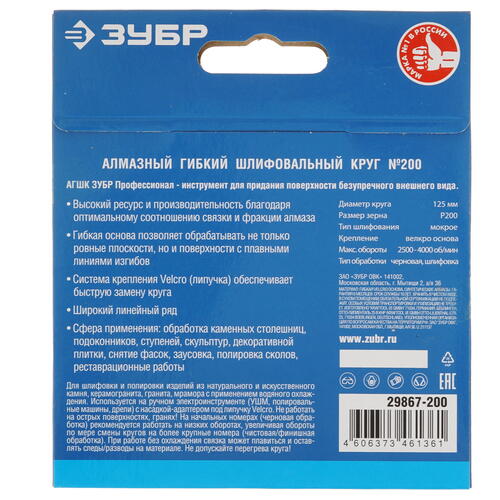 ЗУБР
МАРКА №1 В РОССИИ
АЛМАЗНЫЙ ГИБКИЙ ШЛИФОВАЛЬНЫЙ КРУГ №200
АГШК ЗУБР Профессионал - инструмент для придания поверхности безупречного внешнего вида.
• Высокий ресурс и производительность благодаря
оптимальному соотношению связки и фракции алмаза
• Гибкая основа позволяет обрабатывать не только
ровные плоскости, но и поверхности с плавными
линиями изгибов
• Система крепления Velcro (липучка) обеспечивает
быструю замену круга
• Широкий линейный ряд
• Сфера применения: обработка каменных столешниц,
подоконников, ступеней, скульптур, декоративной
плитки, снятие фасок, заусовка, полировка сколов,
реставрационные работы
Для шлифовки и полировки изделий из натурального и искусственного
камня, керамогранита, гранита, мрамора с применением водяного охлаж-
дения. Используется на ручном электроинструменте (УШМ, полировальные
машины, дрели) с насадкой-адаптером под липучку Velcro. Не работать
на острых поверхностях, гранях! На начальных номерах (черновая обра-
ботка) рекомендуется работать на низких оборотах, увеличивая обороты
по мере смены кругов на более крупные номера (чистовая/финишная
обработка). При работе без охлаждения связка может плавиться и остав-
лять следы. Не допускайте перегрева круга!
Диаметр круга 125 мм
Размер зерна P200
Тип шлифования мокрое
Крепление велкро основа
Макс. обороты 2500-4000 об/мин
Тип обработки черновая, шлифовка
ЗАО «ЗУБР ОВК» 141002,
Московская область, г. Мытищи 2, а/я 36
www.zubr.ru
EAC
29867-200
4 606373 461361